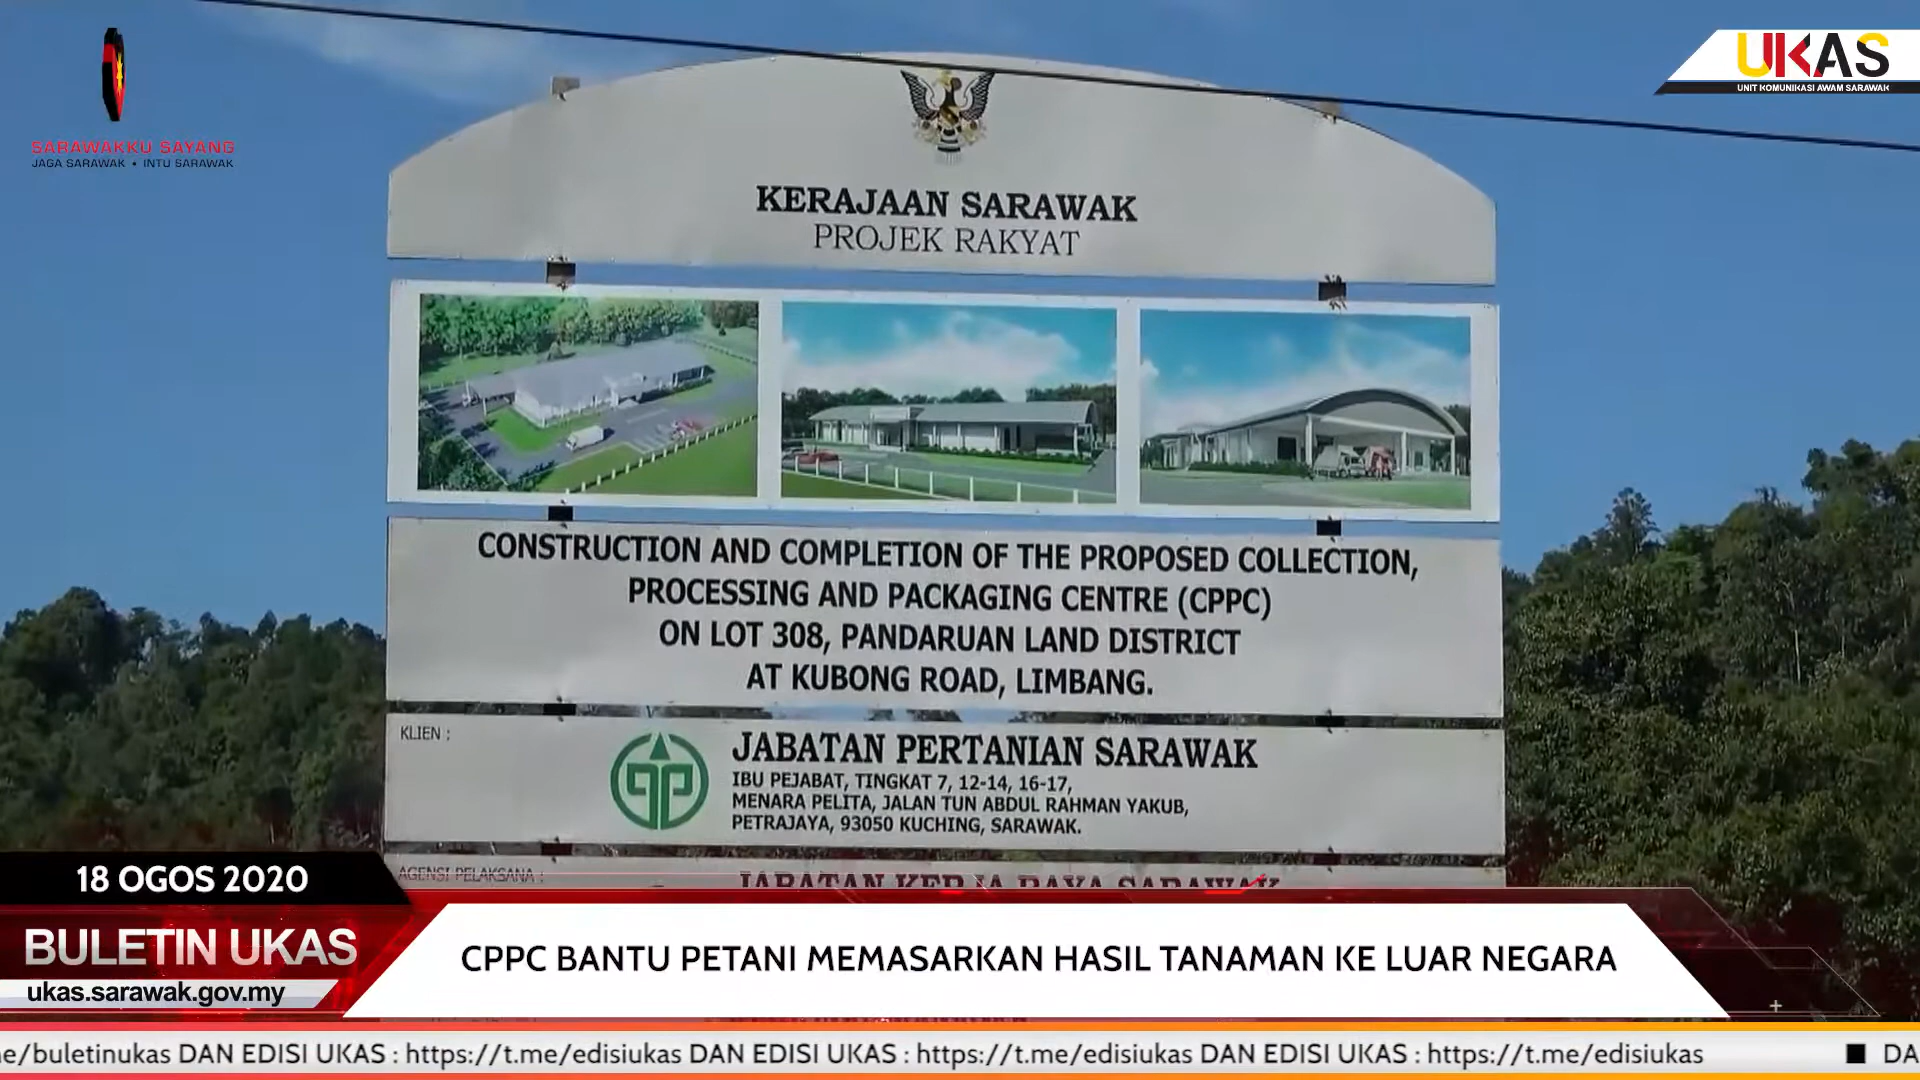 SARAWAKKU SAYANG
JAGA SARAWAK • INTU SARAWAK
UKAS
UNIT KOMUNIKASI AWAM SARAWAK
KERAJAAN SARAWAK
PROJEK RAKYAT
CONSTRUCTION AND COMPLETION OF THE PROPOSED COLLECTION,
PROCESSING AND PACKAGING CENTRE (CPPC)
ON LOT 308, PANDARUAN LAND DISTRICT
AT KUBONG ROAD, LIMBANG.
KLIEN :
JABATAN PERTANIAN SARAWAK
IBU PEJABAT, TINGKAT 7, 12-14, 16-17,
MENARA PELITA, JALAN TUN ABDUL RAHMAN YAKUB,
PETRAJAYA, 93050 KUCHING, SARAWAK.
AGENSI PELAKSANA :
JABATAN KERJA RAYA SARAWAK
18 OGOS 2020
BULETIN UKAS
ukas.sarawak.gov.my
CPPC BANTU PETANI MEMASARKAN HASIL TANAMAN KE LUAR NEGARA
e/buletinukas DAN EDISI UKAS : https://t.me/edisiukas DAN EDISI UKAS : https://t.me/edisiukas DAN EDISI UKAS : https://t.me/edisiukas ■ DA